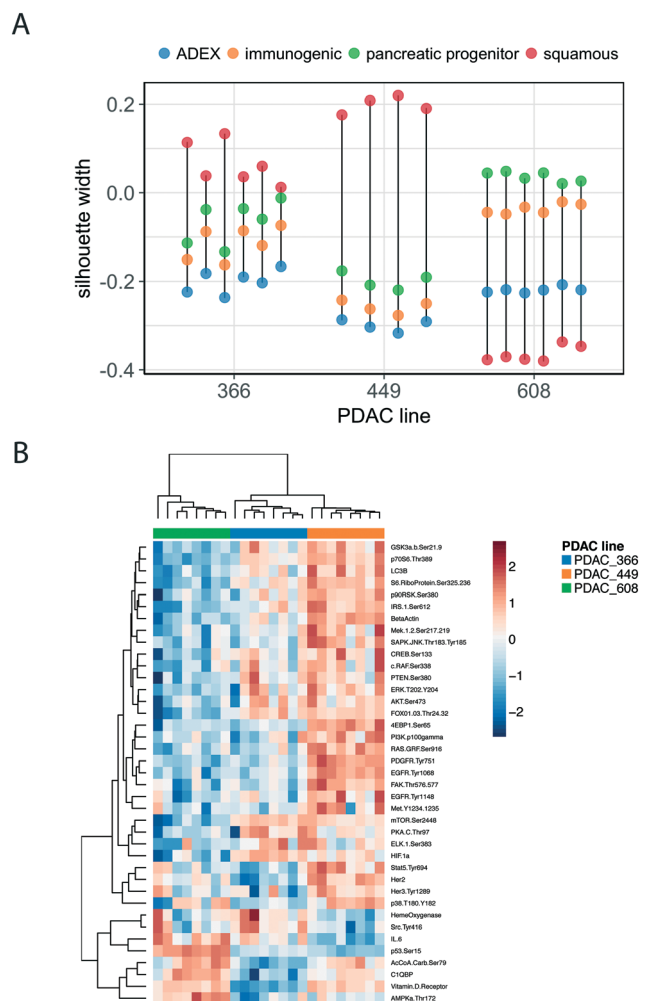 A
ADEX immunogenic pancreatic progenitor squamous
silhouette width
0.2
0.0
-0.2
-0.4
366 449 608
PDAC line
B
GSK3a.b.Ser21.9
p70S6.Thr389
LC3B
S6.RiboProtein.Ser325.236
p90RSK.Ser380
IRS.1.Ser612
BetaActin
Mek.1.2.Ser217.219
SAPK.JNK.Thr183.Tyr185
CREB.Ser133
c.RAF.Ser338
PTEN.Ser380
ERK.T202.Y204
AKT.Ser473
FOX01.03.Thr24.32
4EBP1.Ser65
PI3K.p100gamma
RAS.GRF.Ser916
PDGFR.Tyr751
EGFR.Tyr1068
FAK.Thr576.577
EGFR.Tyr1148
Met.Y1234.1235
mTOR.Ser2448
PKA.C.Th97
ELK.1.Ser383
HIF.1a
Stat5.Tyr694
Her2
Her3.Tyr1289
p38.T180.Y182
HemeOxygenase
Src.Tyr416
IL.6
p53.Ser15
AcCoA.Carb.Ser79
C1QBP
Vitamin.D.Receptor
AMPKa.Thr172
2
1
0
−1
−2
PDAC line
PDAC_366
PDAC_449
PDAC_608